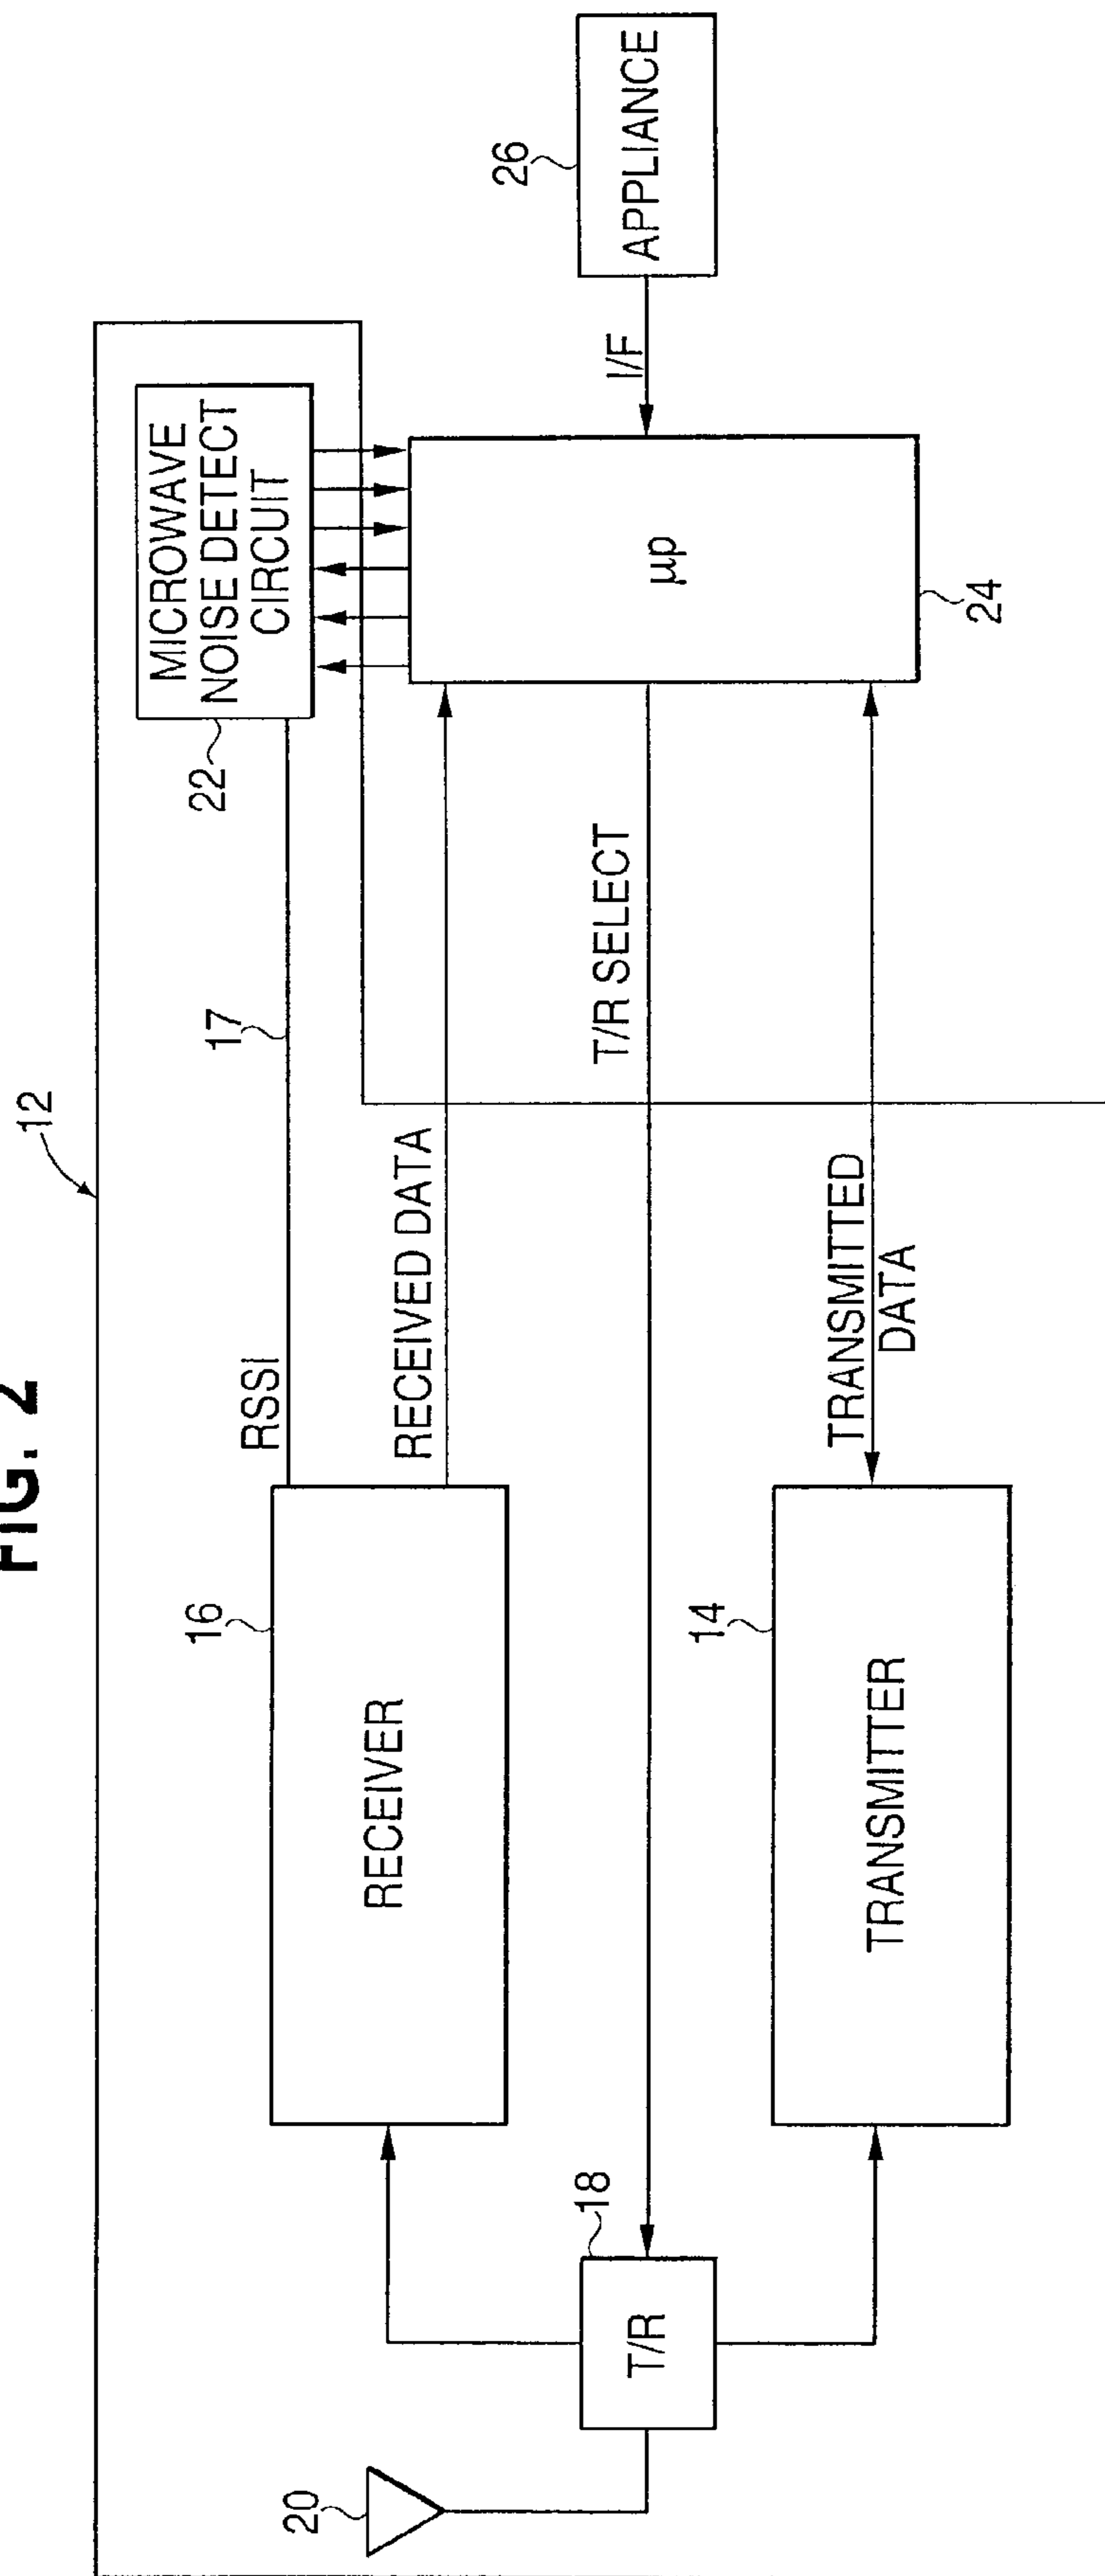 FIG. 2
12
20
T/R
18
16
RECEIVER
14
TRANSMITTER
RSSI
17
RECEIVED DATA
T/R SELECT
TRANSMITTED
DATA
22
MICROWAVE
NOISE DETECT
CIRCUIT
μp
24
I/F
26
APPLIANCE